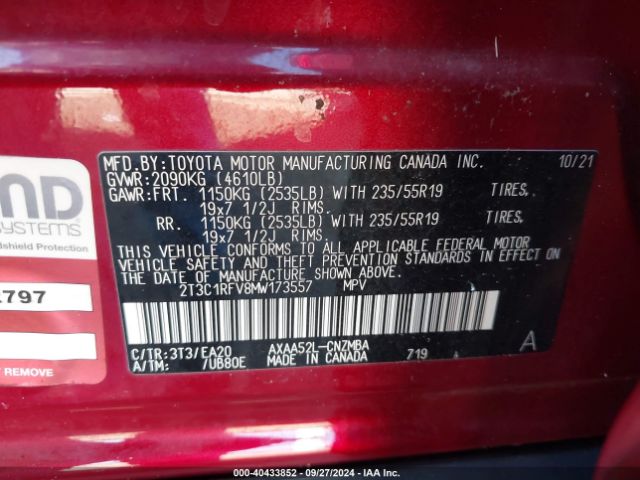 MFD.BY:TOYOTA MOTOR MANUFACTURING CANADA INC. 10/21
GVWR:2090KG (4610LB)
GAWR:FRT. 1150KG (2535LB) WITH 235/55R19 TIRES,
19x7 1/2J RIMS.
RR. 1150KG (2535LB) WITH 235/55R19 TIRES,
19x7 1/2J RIMS.
THIS VEHICLE CONFORMS TO ALL APPLICABLE FEDERAL MOTOR
VEHICLE SAFETY AND THEFT PREVENTION STANDARDS IN EFFECT
ON THE DATE OF MANUFACTURE SHOWN ABOVE.
2T3C1RFV8MW173557 MPV
C/TR:3T3/EA20 AXAA52L-CNZMBA
A/TM: /UB80E MADE IN CANADA 719 A
ND
SYSTEMS
dshield Protection
797
T REMOVE
000-40433852 - 09/27/2024 - IAA Inc.